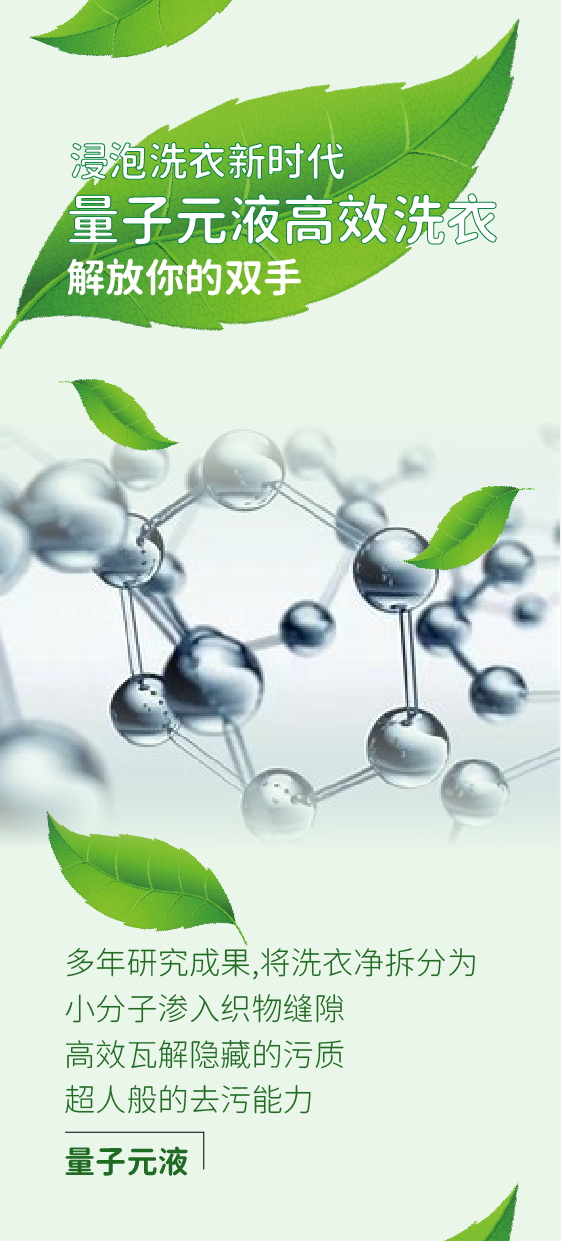 浸泡洗衣新时代
量子元液高效洗衣
解放你的双手
多年研究成果,将洗衣净拆分为
小分子渗入织物缝隙
高效瓦解隐藏的污质
超人般的去污能力
量子元液